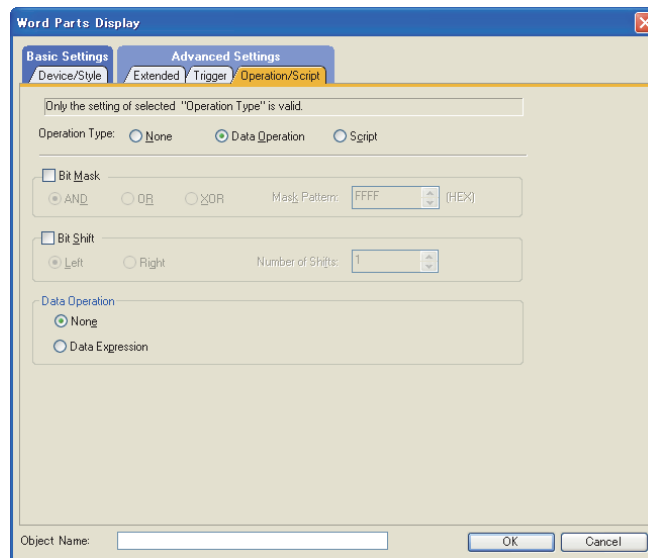 Word Parts Display
Basic Settings Advanced Settings
Device/Style Extended Trigger Operation/Script
Only the setting of selected "Operation Type" is valid.
Operation Type: None Data Operation Script
Bit Mask
AND OR XOR Mask Pattern: FFFF (HEX)
Bit Shift
Left Right Number of Shifts: 1
Data Operation
None
Data Expression
Object Name: OK Cancel